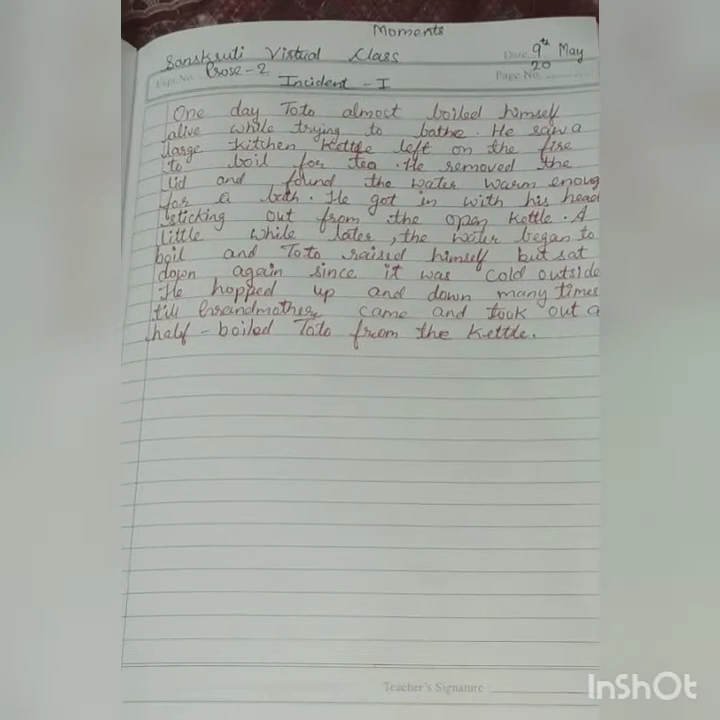 Moments
Sanskruti Virtual Class
Date 9th May
20
Expt. No. Prose-2
Page No.
Incident - I
One day Toto almost boiled himself
alive while trying to bathe. He saw a
large kitchen kettle left on the fire
to boil for tea. He removed the
lid and found the water warm enoug
for a bath. He got in with his head
sticking out from the open kettle. A
little while later, the water began to
boil and Toto raised himself but sat
down again since it was cold outside
He hopped up and down many times
till Grandmother came and took out a
half-boiled Toto from the kettle.
Teacher's Signature
InShOt